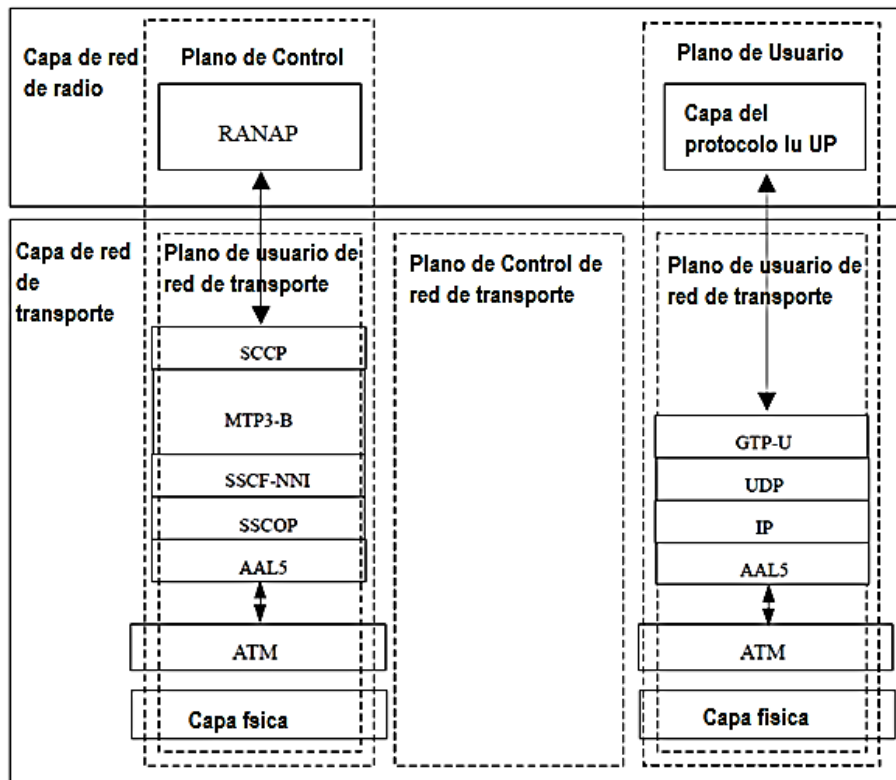 Capa de red
de radio
Plano de Control
RANAP
Plano de Usuario
Capa del
protocolo Iu UP
Capa de red
de
transporte
Plano de usuario de
red de transporte
SCCP
MTP3-B
SSCF-NNI
SSCOP
AAL5
ATM
Capa fsica
Plano de Control de
red de transporte
Plano de usuario de
red de transporte
GTP-U
UDP
IP
AAL5
ATM
Capa fisica